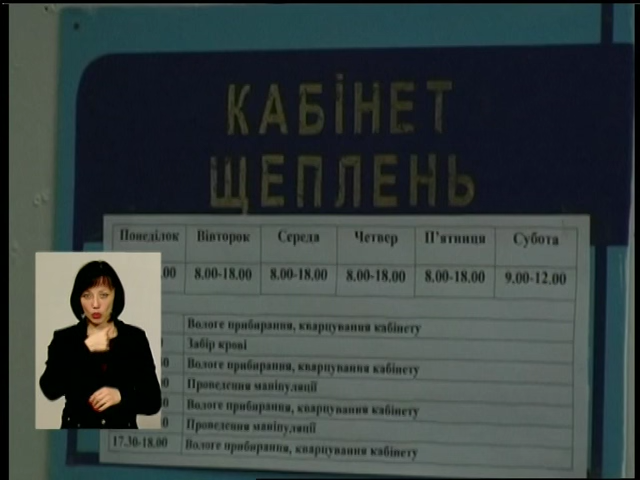 КАБІНЕТ
ЩЕПЛЕНЬ
Понеділок Вівторок Середа Четвер П'ятниця Субота
8.00-18.00 8.00-18.00 8.00-18.00 8.00-18.00 9.00-12.00
Вологе прибирання, кварцування кабінету
Забір крові
Вологе прибирання, кварцування кабінету
Проведення маніпуляції
Вологе прибирання, кварцування кабінету
Проведення маніпуляції
17.30-18.00 Вологе прибирання, кварцування кабінету